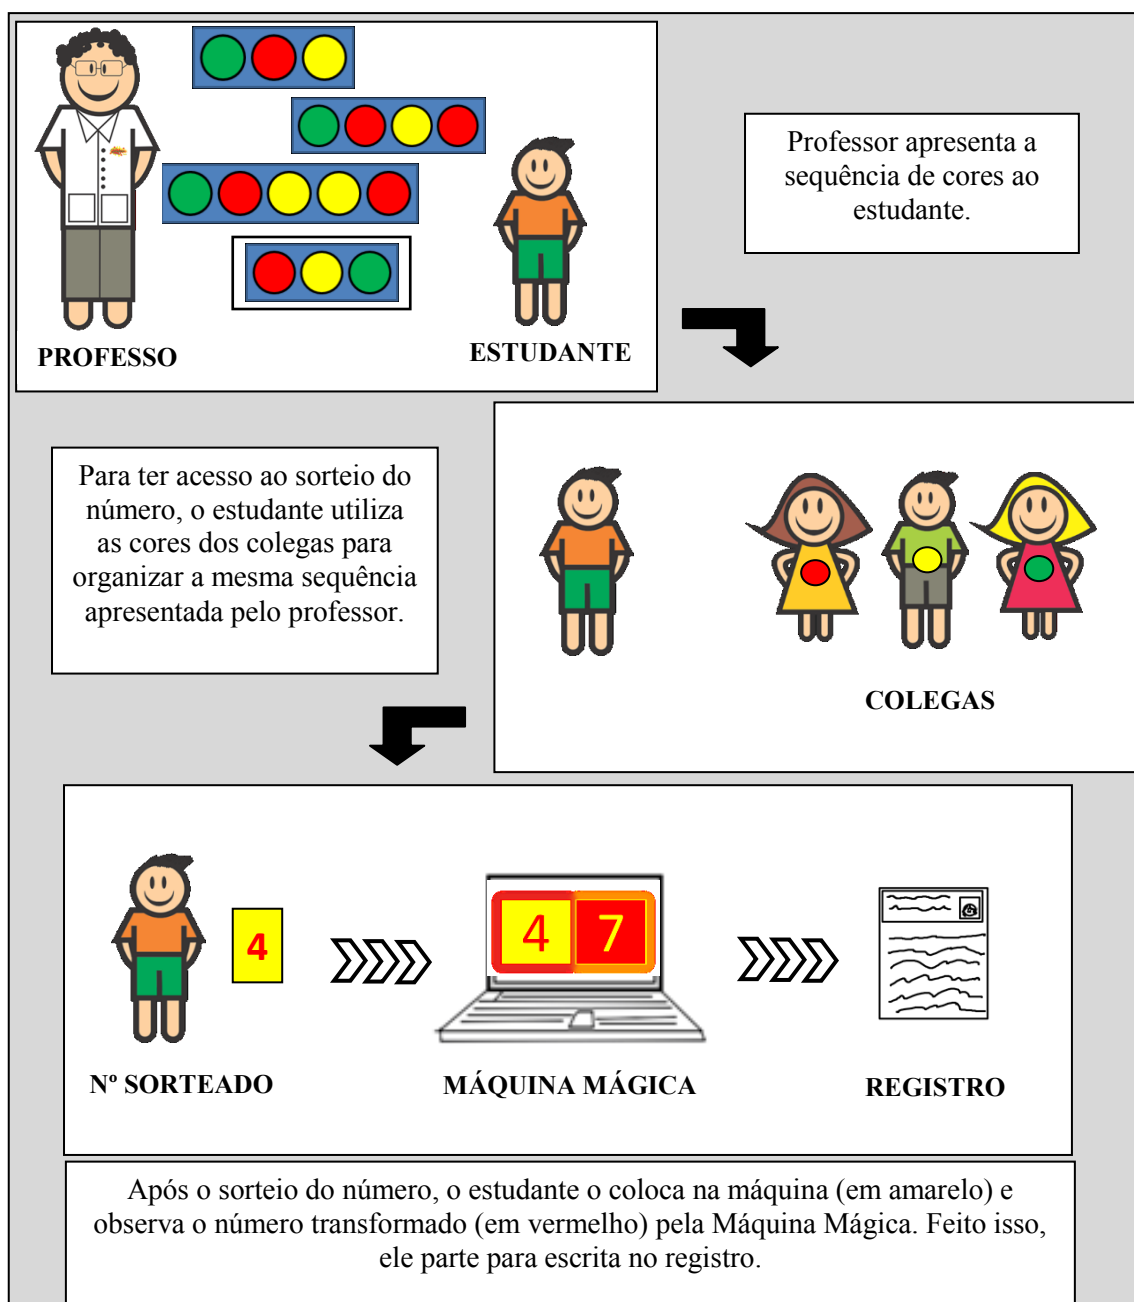 Professor apresenta a
sequência de cores ao
estudante.
PROFESSO
ESTUDANTE
Para ter acesso ao sorteio do
número, o estudante utiliza
as cores dos colegas para
organizar a mesma sequência
apresentada pelo professor.
COLEGAS
4
4 7
Nº SORTEADO
MÁQUINA MÁGICA
REGISTRO
Após o sorteio do número, o estudante o coloca na máquina (em amarelo) e
observa o número transformado (em vermelho) pela Máquina Mágica. Feito isso,
ele parte para escrita no registro.